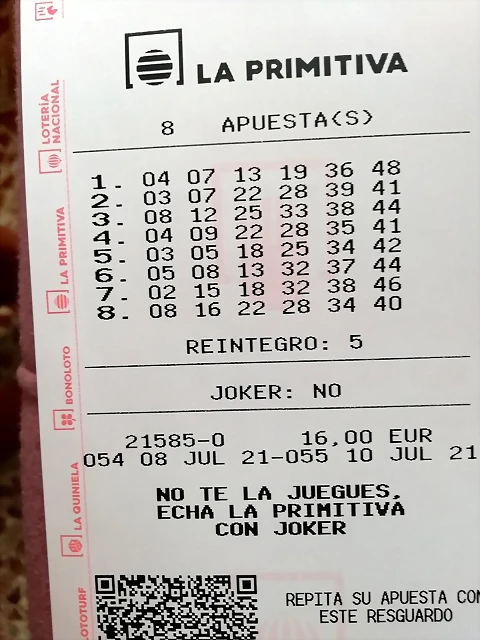 LA PRIMITIVA
8 APUESTA(S)
1. 04 07 13 19 36 48
2. 03 07 22 28 39 41
3. 08 12 25 33 38 44
4. 04 09 22 28 35 41
5. 03 05 18 25 34 42
6. 05 08 13 32 37 44
7. 02 15 18 32 38 46
8. 08 16 22 28 34 40
REINTEGRO: 5
JOKER: NO
21585-0 16,00 EUR
054 08 JUL 21-055 10 JUL 21
NO TE LA JUEGUES,
ECHA LA PRIMITIVA
CON JOKER
REPITA SU APUESTA CON
ESTE RESGUARDO
LOTERÍA
NACIONAL
LA PRIMITIVA
BONOLOTO
LA QUINIELA
LOTOTURF